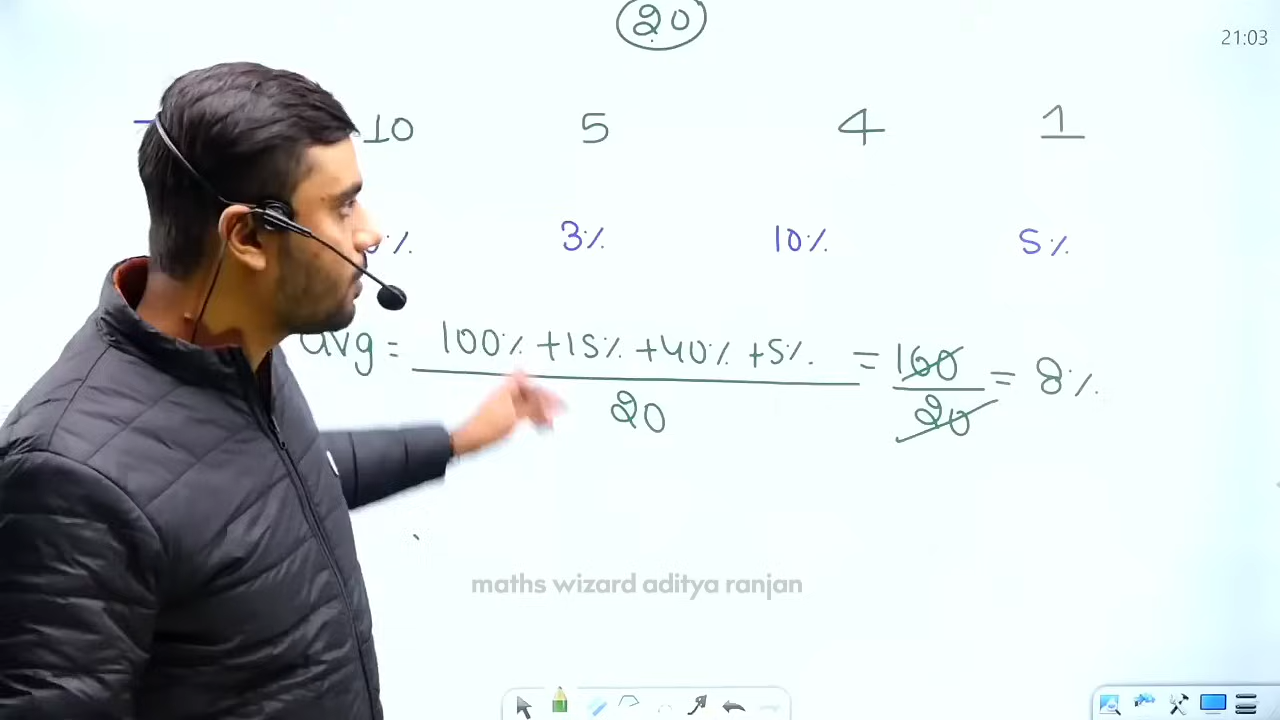 20
21:03
10 5 4 1
% 3% 10% 5%
avg = 100% + 15% + 40% + 5% / 20 = 160 / 20 = 8%
maths wizard aditya ranjan